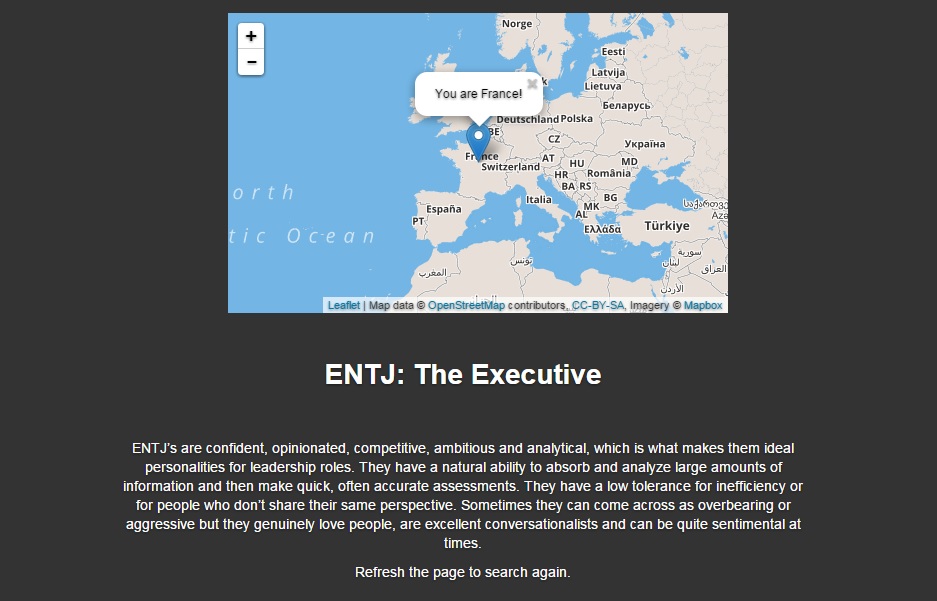 +
−
Norge
Eesti
Latvija
Lietuva
k
×
You are France!
Беларусь
Deutschland
Polska
BE
CZ
Україна
France
Switzerland
AT
HU
MD
HR
România
BA
RS
orth
Italia
BG
MK
España
AL
PT
Ελλάδα
Türkiye
Aze
tic Ocean
تونس
سورية
لبنان
المغرب
العراق
الأردن
Leaflet | Map data © OpenStreetMap contributors, CC-BY-SA, Imagery © Mapbox
ENTJ: The Executive
ENTJ's are confident, opinionated, competitive, ambitious and analytical, which is what makes them ideal
personalities for leadership roles. They have a natural ability to absorb and analyze large amounts of
information and then make quick, often accurate assessments. They have a low tolerance for inefficiency or
for people who don't share their same perspective. Sometimes they can come across as overbearing or
aggressive but they genuinely love people, are excellent conversationalists and can be quite sentimental at
times.
Refresh the page to search again.